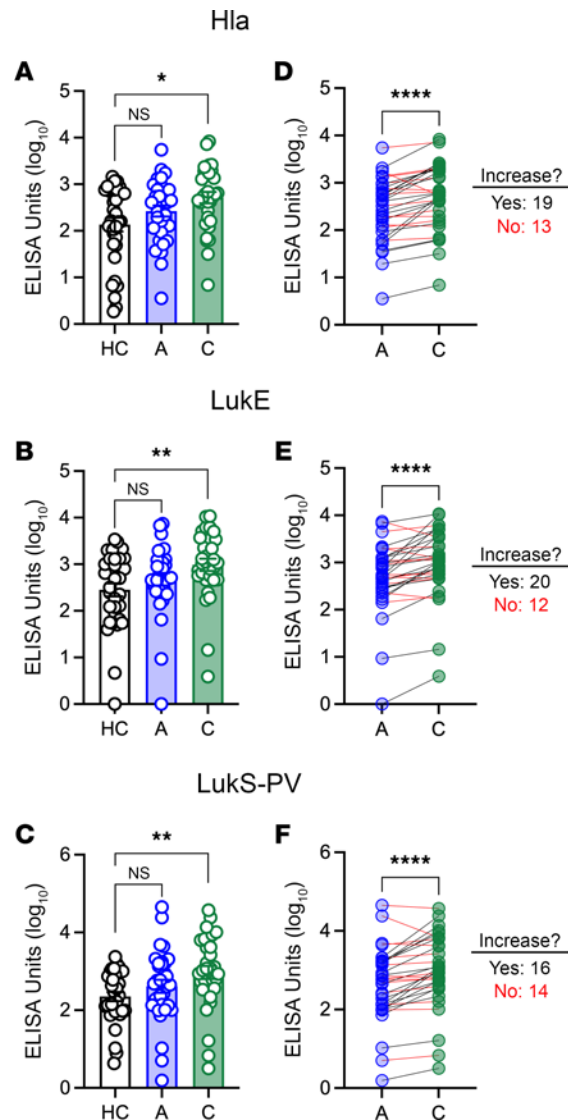 Hla
A
D
ELISA Units (log10)
5
4
3
2
1
0
*
NS
HC A C
ELISA Units (log10)
5
4
3
2
1
0
****
A C
Increase?
Yes: 19
No: 13
LukE
B
E
ELISA Units (log10)
5
4
3
2
1
0
**
NS
HC A C
ELISA Units (log10)
5
4
3
2
1
0
****
A C
Increase?
Yes: 20
No: 12
LukS-PV
C
F
ELISA Units (log10)
6
4
2
0
**
NS
HC A C
ELISA Units (log10)
6
4
2
0
****
A C
Increase?
Yes: 16
No: 14